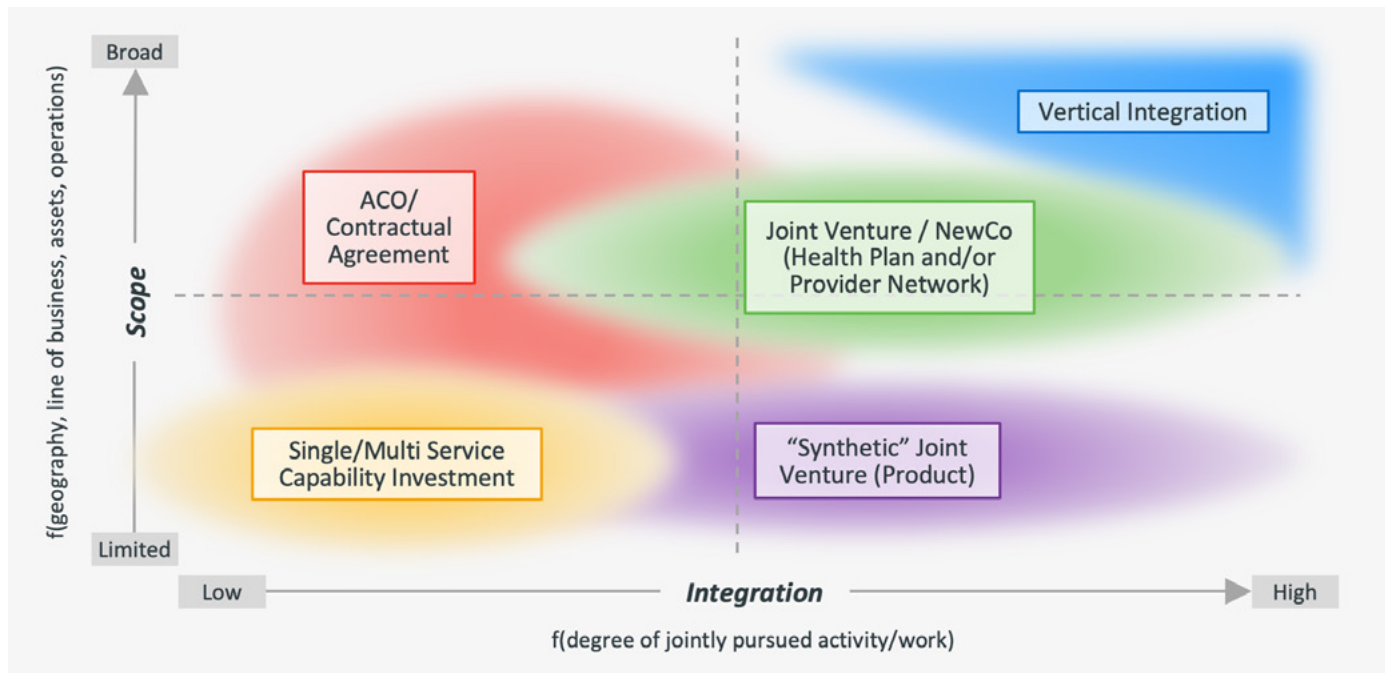 Broad
f(geography, line of business, assets, operations)
Scope
Limited
Vertical Integration
ACO/
Contractual
Agreement
Joint Venture / NewCo
(Health Plan and/or
Provider Network)
Single/Multi Service
Capability Investment
“Synthetic” Joint
Venture (Product)
Low
Integration
High
f(degree of jointly pursued activity/work)